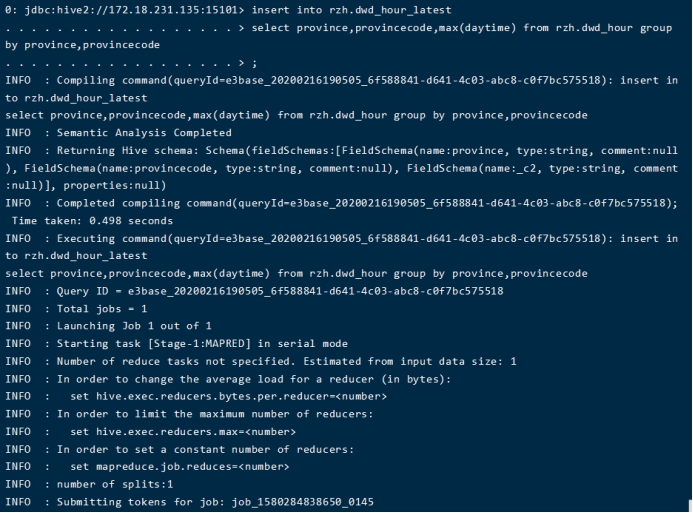 0: jdbc:hive2://172.18.231.135:15101> insert into rzh.dwd_hour_latest
. . . . . . . . . . . . . . . . . . > select province,provincecode,max(daytime) from rzh.dwd_hour group
by province,provincecode
. . . . . . . . . . . . . . . . . . > ;
INFO  : Compiling command(queryId=e3base_20200216190505_6f588841-d641-4c03-abc8-c0f7bc575518): insert in
to rzh.dwd_hour_latest
select province,provincecode,max(daytime) from rzh.dwd_hour group by province,provincecode
INFO  : Semantic Analysis Completed
INFO  : Returning Hive schema: Schema(fieldSchemas:[FieldSchema(name:province, type:string, comment:null
), FieldSchema(name:provincecode, type:string, comment:null), FieldSchema(name:_c2, type:string, comment
:null)], properties:null)
INFO  : Completed compiling command(queryId=e3base_20200216190505_6f588841-d641-4c03-abc8-c0f7bc575518);
 Time taken: 0.498 seconds
INFO  : Executing command(queryId=e3base_20200216190505_6f588841-d641-4c03-abc8-c0f7bc575518): insert in
to rzh.dwd_hour_latest
select province,provincecode,max(daytime) from rzh.dwd_hour group by province,provincecode
INFO  : Query ID = e3base_20200216190505_6f588841-d641-4c03-abc8-c0f7bc575518
INFO  : Total jobs = 1
INFO  : Launching Job 1 out of 1
INFO  : Starting task [Stage-1:MAPRED] in serial mode
INFO  : Number of reduce tasks not specified. Estimated from input data size: 1
INFO  : In order to change the average load for a reducer (in bytes):
INFO  :   set hive.exec.reducers.bytes.per.reducer=<number>
INFO  : In order to limit the maximum number of reducers:
INFO  :   set hive.exec.reducers.max=<number>
INFO  : In order to set a constant number of reducers:
INFO  :   set mapreduce.job.reduces=<number>
INFO  : number of splits:1
INFO  : Submitting tokens for job: job_1580284838650_0145